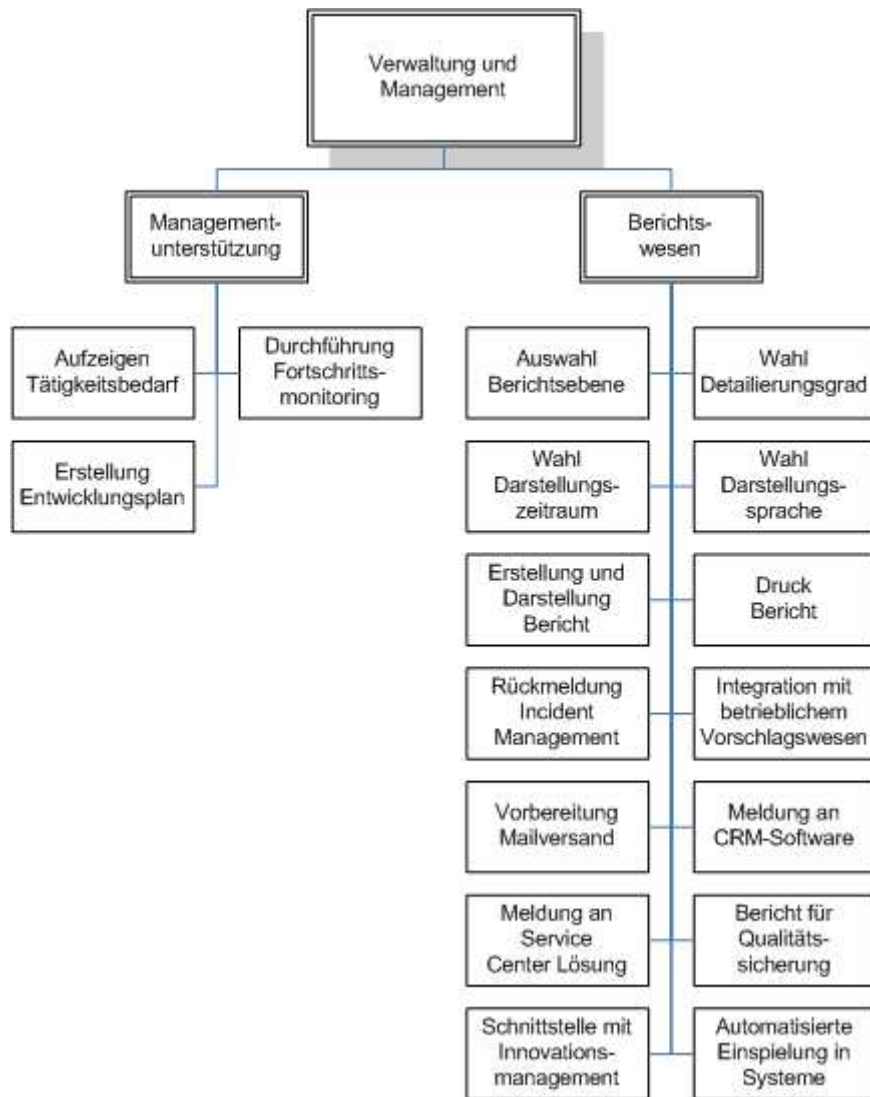 Verwaltung und
Management
Management-
unterstützung
Berichts-
wesen
Aufzeigen
Tätigkeitsbedarf
Durchführung
Fortschritts-
monitoring
Erstellung
Entwicklungsplan
Auswahl
Berichtsebene
Wahl
Detailierungsgrad
Wahl
Darstellungs-
zeitraum
Wahl
Darstellungs-
sprache
Erstellung und
Darstellung
Bericht
Druck
Bericht
Rückmeldung
Incident
Management
Integration mit
betrieblichem
Vorschlagswesen
Vorbereitung
Mailversand
Meldung an
CRM-Software
Meldung an
Service
Center Lösung
Bericht für
Qualitäts-
sicherung
Schnittstelle mit
Innovations-
management
Automatisierte
Einspielung in
Systeme